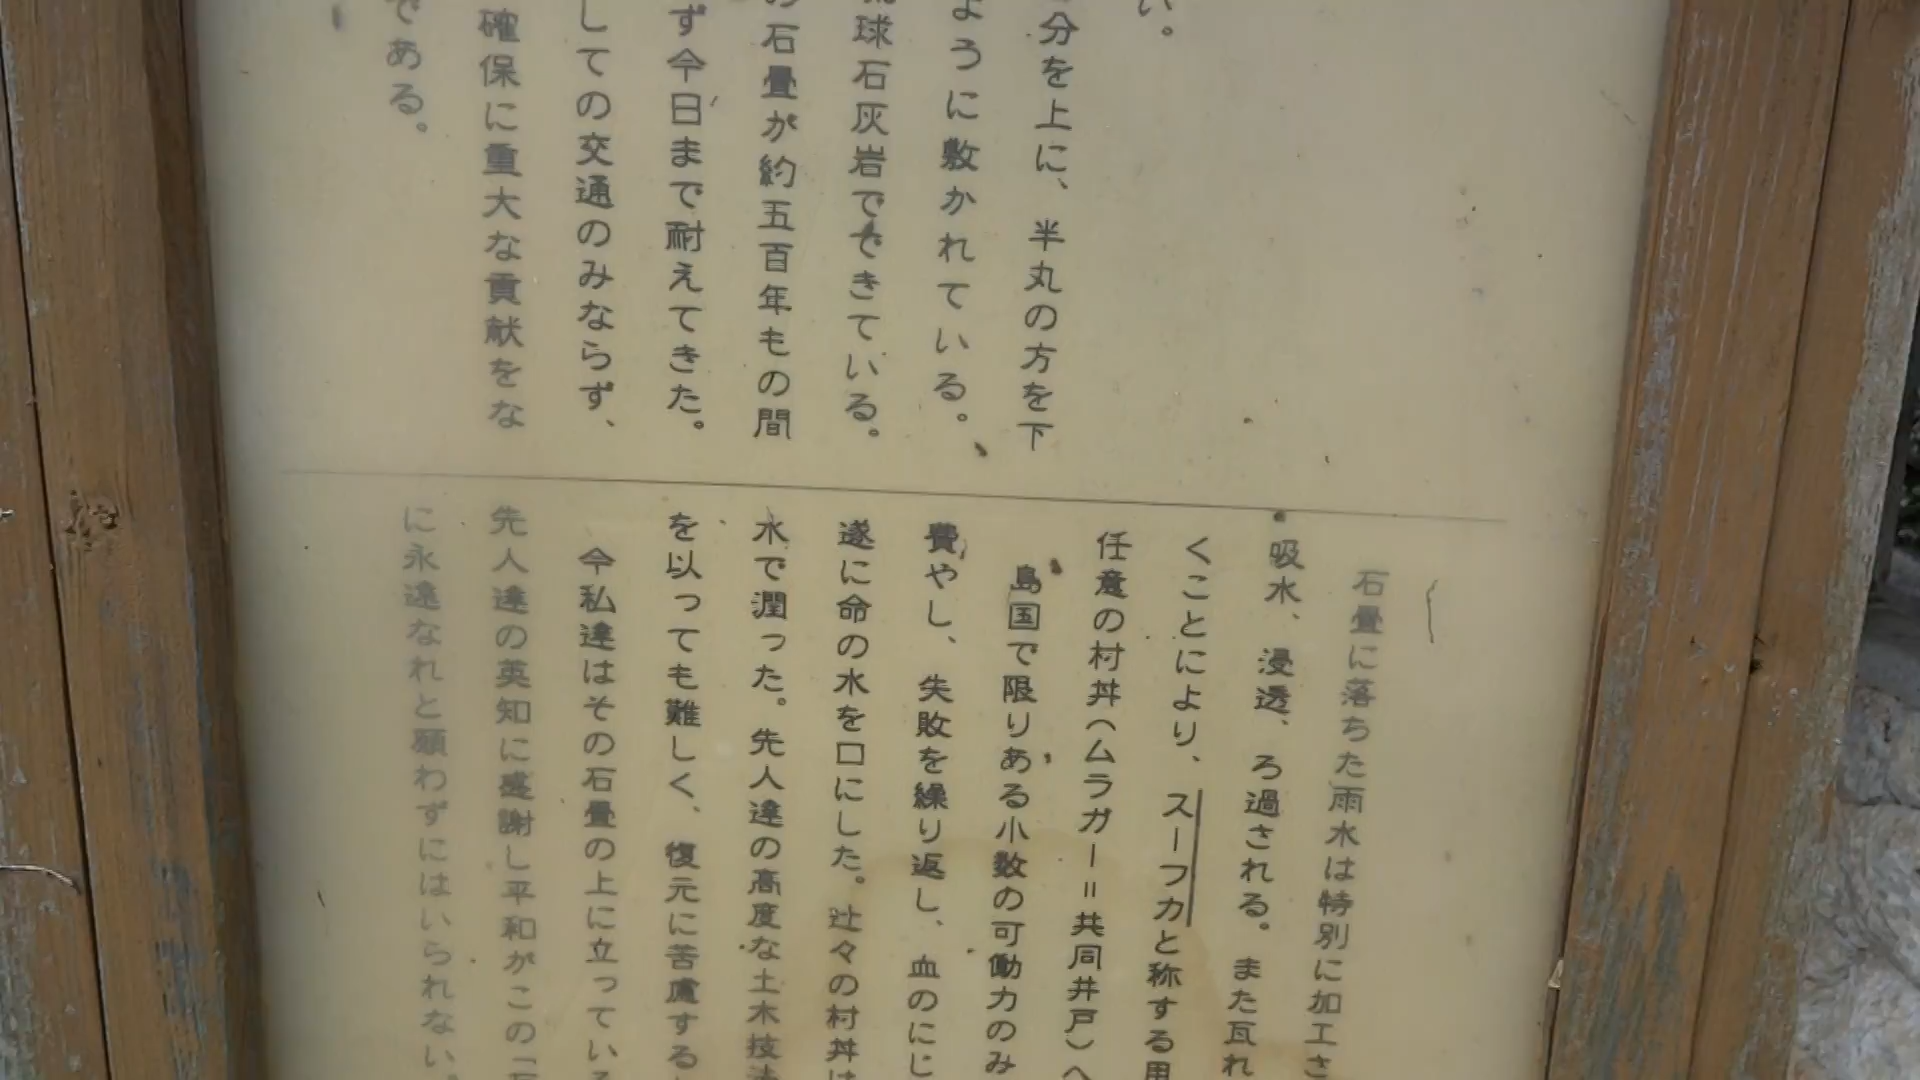 い。
分を上に、半丸の方を下
ように敷かれている。
球石灰岩でできている。
石畳が約五百年もの間
ず今日まで耐えてきた。
しての交通のみならず、
確保に重大な貢献をな
である。
石畳に落ちた雨水は特別に加工さ
吸水、浸透、ろ過される。また瓦れ
くことにより、スーフカと称する用
任意の村丼(ムラガー=共同井戸)へ
島国で限りある小数の可動力のみ
費やし、失敗を繰り返し、血のにじ
遂に命の水を口にした。辻々の村丼は
水で潤った。先人達の高度な土木技法
を以っても難しく、復元に苦慮する
今私達はその石畳の上に立っている
先人達の英知に感謝し平和がこの「
に永遠なれと願わずにはいられない。